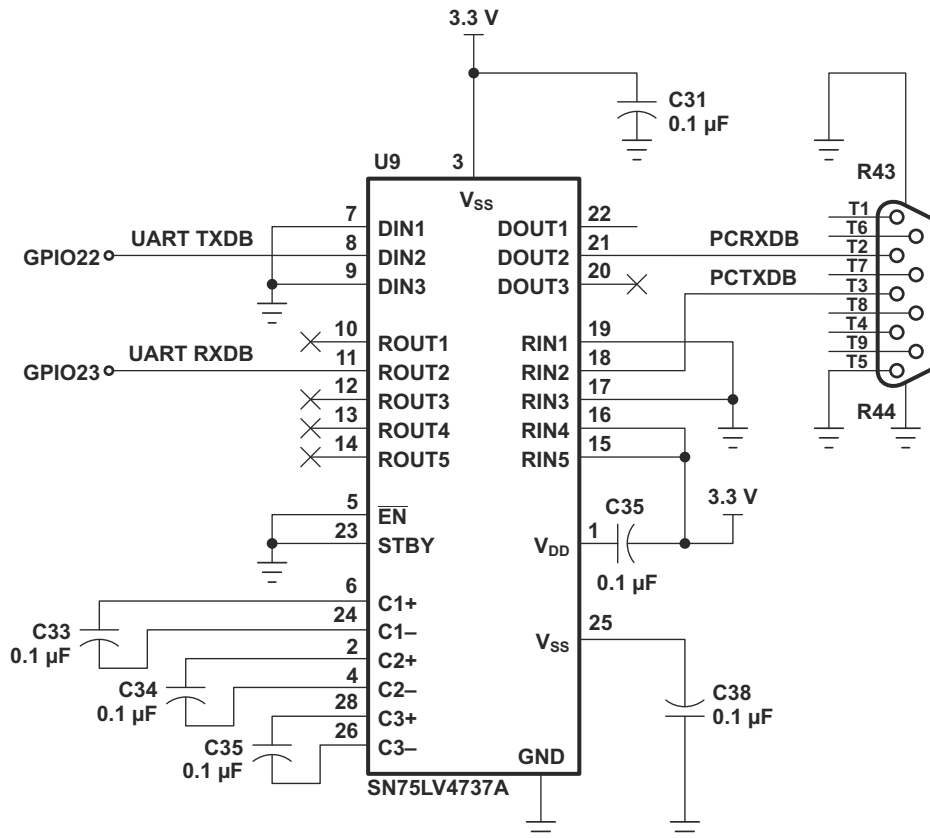 3.3 V
C31
0.1 µF
U9
3
VSS
R43
7
DIN1
DOUT1
22
T1
T6
GPIO22
UART TXDB
8
DIN2
DOUT2
21
PCRXDB
T2
T7
9
DIN3
DOUT3
20
PCTXDB
T3
T8
10
ROUT1
RIN1
19
T4
T9
GPIO23
UART RXDB
11
ROUT2
RIN2
18
T5
12
ROUT3
RIN3
17
R44
13
ROUT4
RIN4
16
14
ROUT5
RIN5
15
5
EN
C35
3.3 V
23
STBY
VDD
1
0.1 µF
6
C1+
C33
0.1 µF
24
C1–
VSS
25
2
C2+
C34
0.1 µF
4
C2–
C38
0.1 µF
28
C3+
C35
0.1 µF
26
C3–
GND
SN75LV4737A